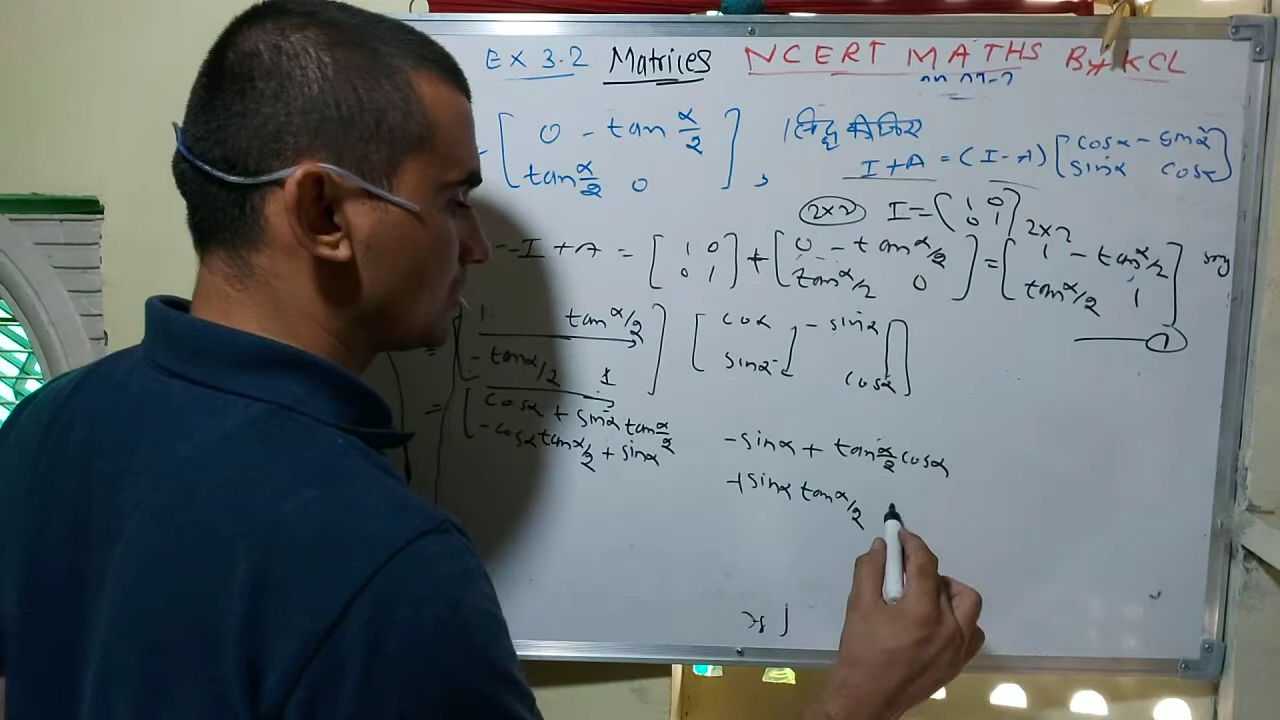 EX 3.2 Matrices NCERT MATHS By KCL
[0 - tan α/2
tan α/2 0], सिद्ध कीजिए
I + A = (I - A) [cosα - sinα
sinα cosα]
2x2 I = [1 0
0 1] 2x2
I + A = [1 0
0 1] + [0 - tan α/2
tan α/2 0] = [1 - tan α/2
tan α/2 1]
1
= [1 tan α/2
- tan α/2 1] [cosα - sinα
sinα cosα]
= [cosα + sinα tan α/2 - sinα + tan α/2 cosα
- cosα tan α/2 + sinα + sinα tan α/2